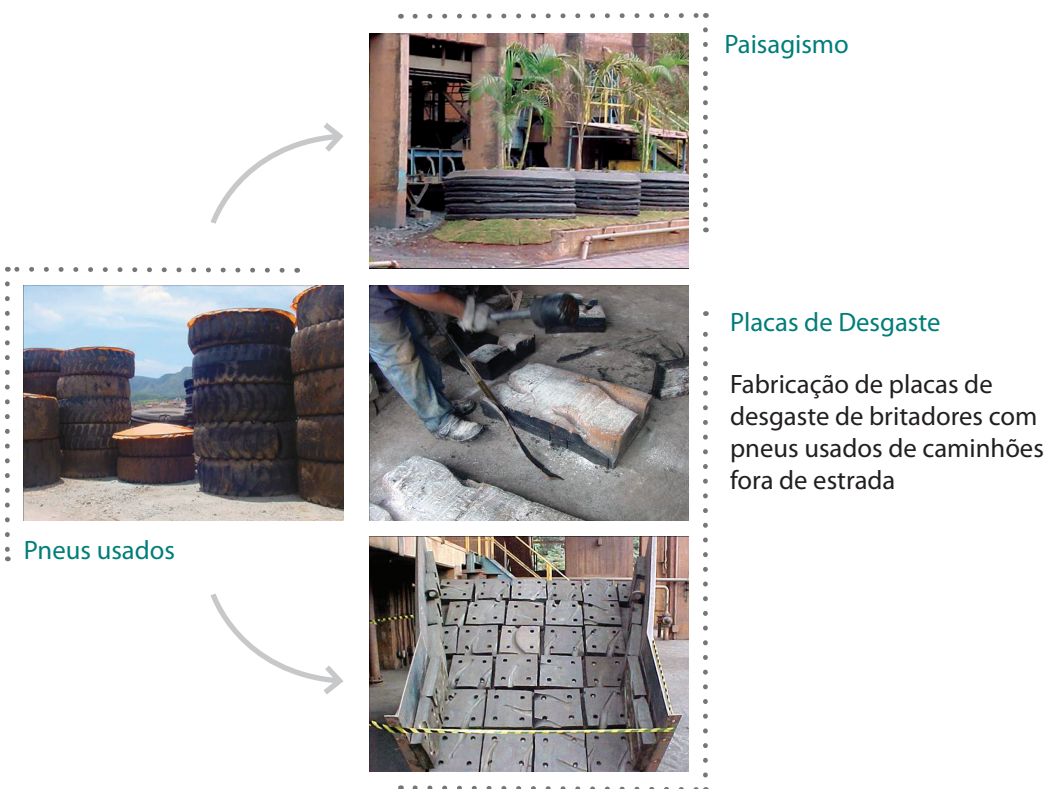 Paisagismo
Pneus usados
Placas de Desgaste
Fabricação de placas de
desgaste de britadores com
pneus usados de caminhões
fora de estrada